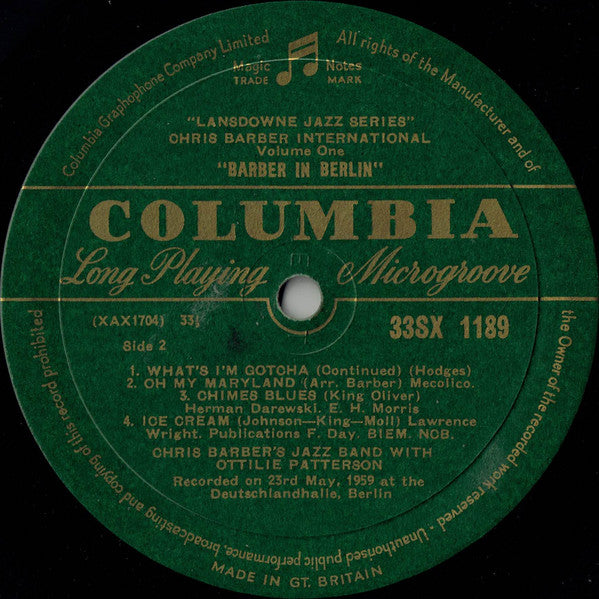 Columbia Graphophone Company Limited
All rights of the Manufacturer and of
the Owner of the recorded work reserved - Unauthorised public performance, broadcasting and copying of this record prohibited
Magic Notes
TRADE MARK
"LANSDOWNE JAZZ SERIES"
CHRIS BARBER INTERNATIONAL
Volume One
"BARBER IN BERLIN"
COLUMBIA
Long Playing Microgroove
(XAX1704) 33⅓
33SX 1189
Side 2
1. WHAT'S I'M GOTCHA (Continued) (Hodges)
2. OH MY MARYLAND (Arr. Barber) Mecolico.
3. CHIMES BLUES (King Oliver)
Herman Darewski. E. H. Morris
4. ICE CREAM (Johnson—King—Moll) Lawrence
Wright. Publications F. Day. BIEM. NCB.
CHRIS BARBER'S JAZZ BAND WITH
OTTILIE PATTERSON
Recorded on 23rd May, 1959 at the
Deutschlandhalle, Berlin
MADE IN GT. BRITAIN